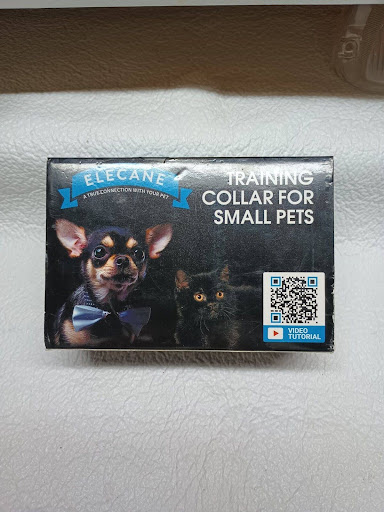 ELECANE
A TRUE CONNECTION WITH YOUR PET
TRAINING
COLLAR FOR
SMALL PETS
VIDEO
TUTORIAL